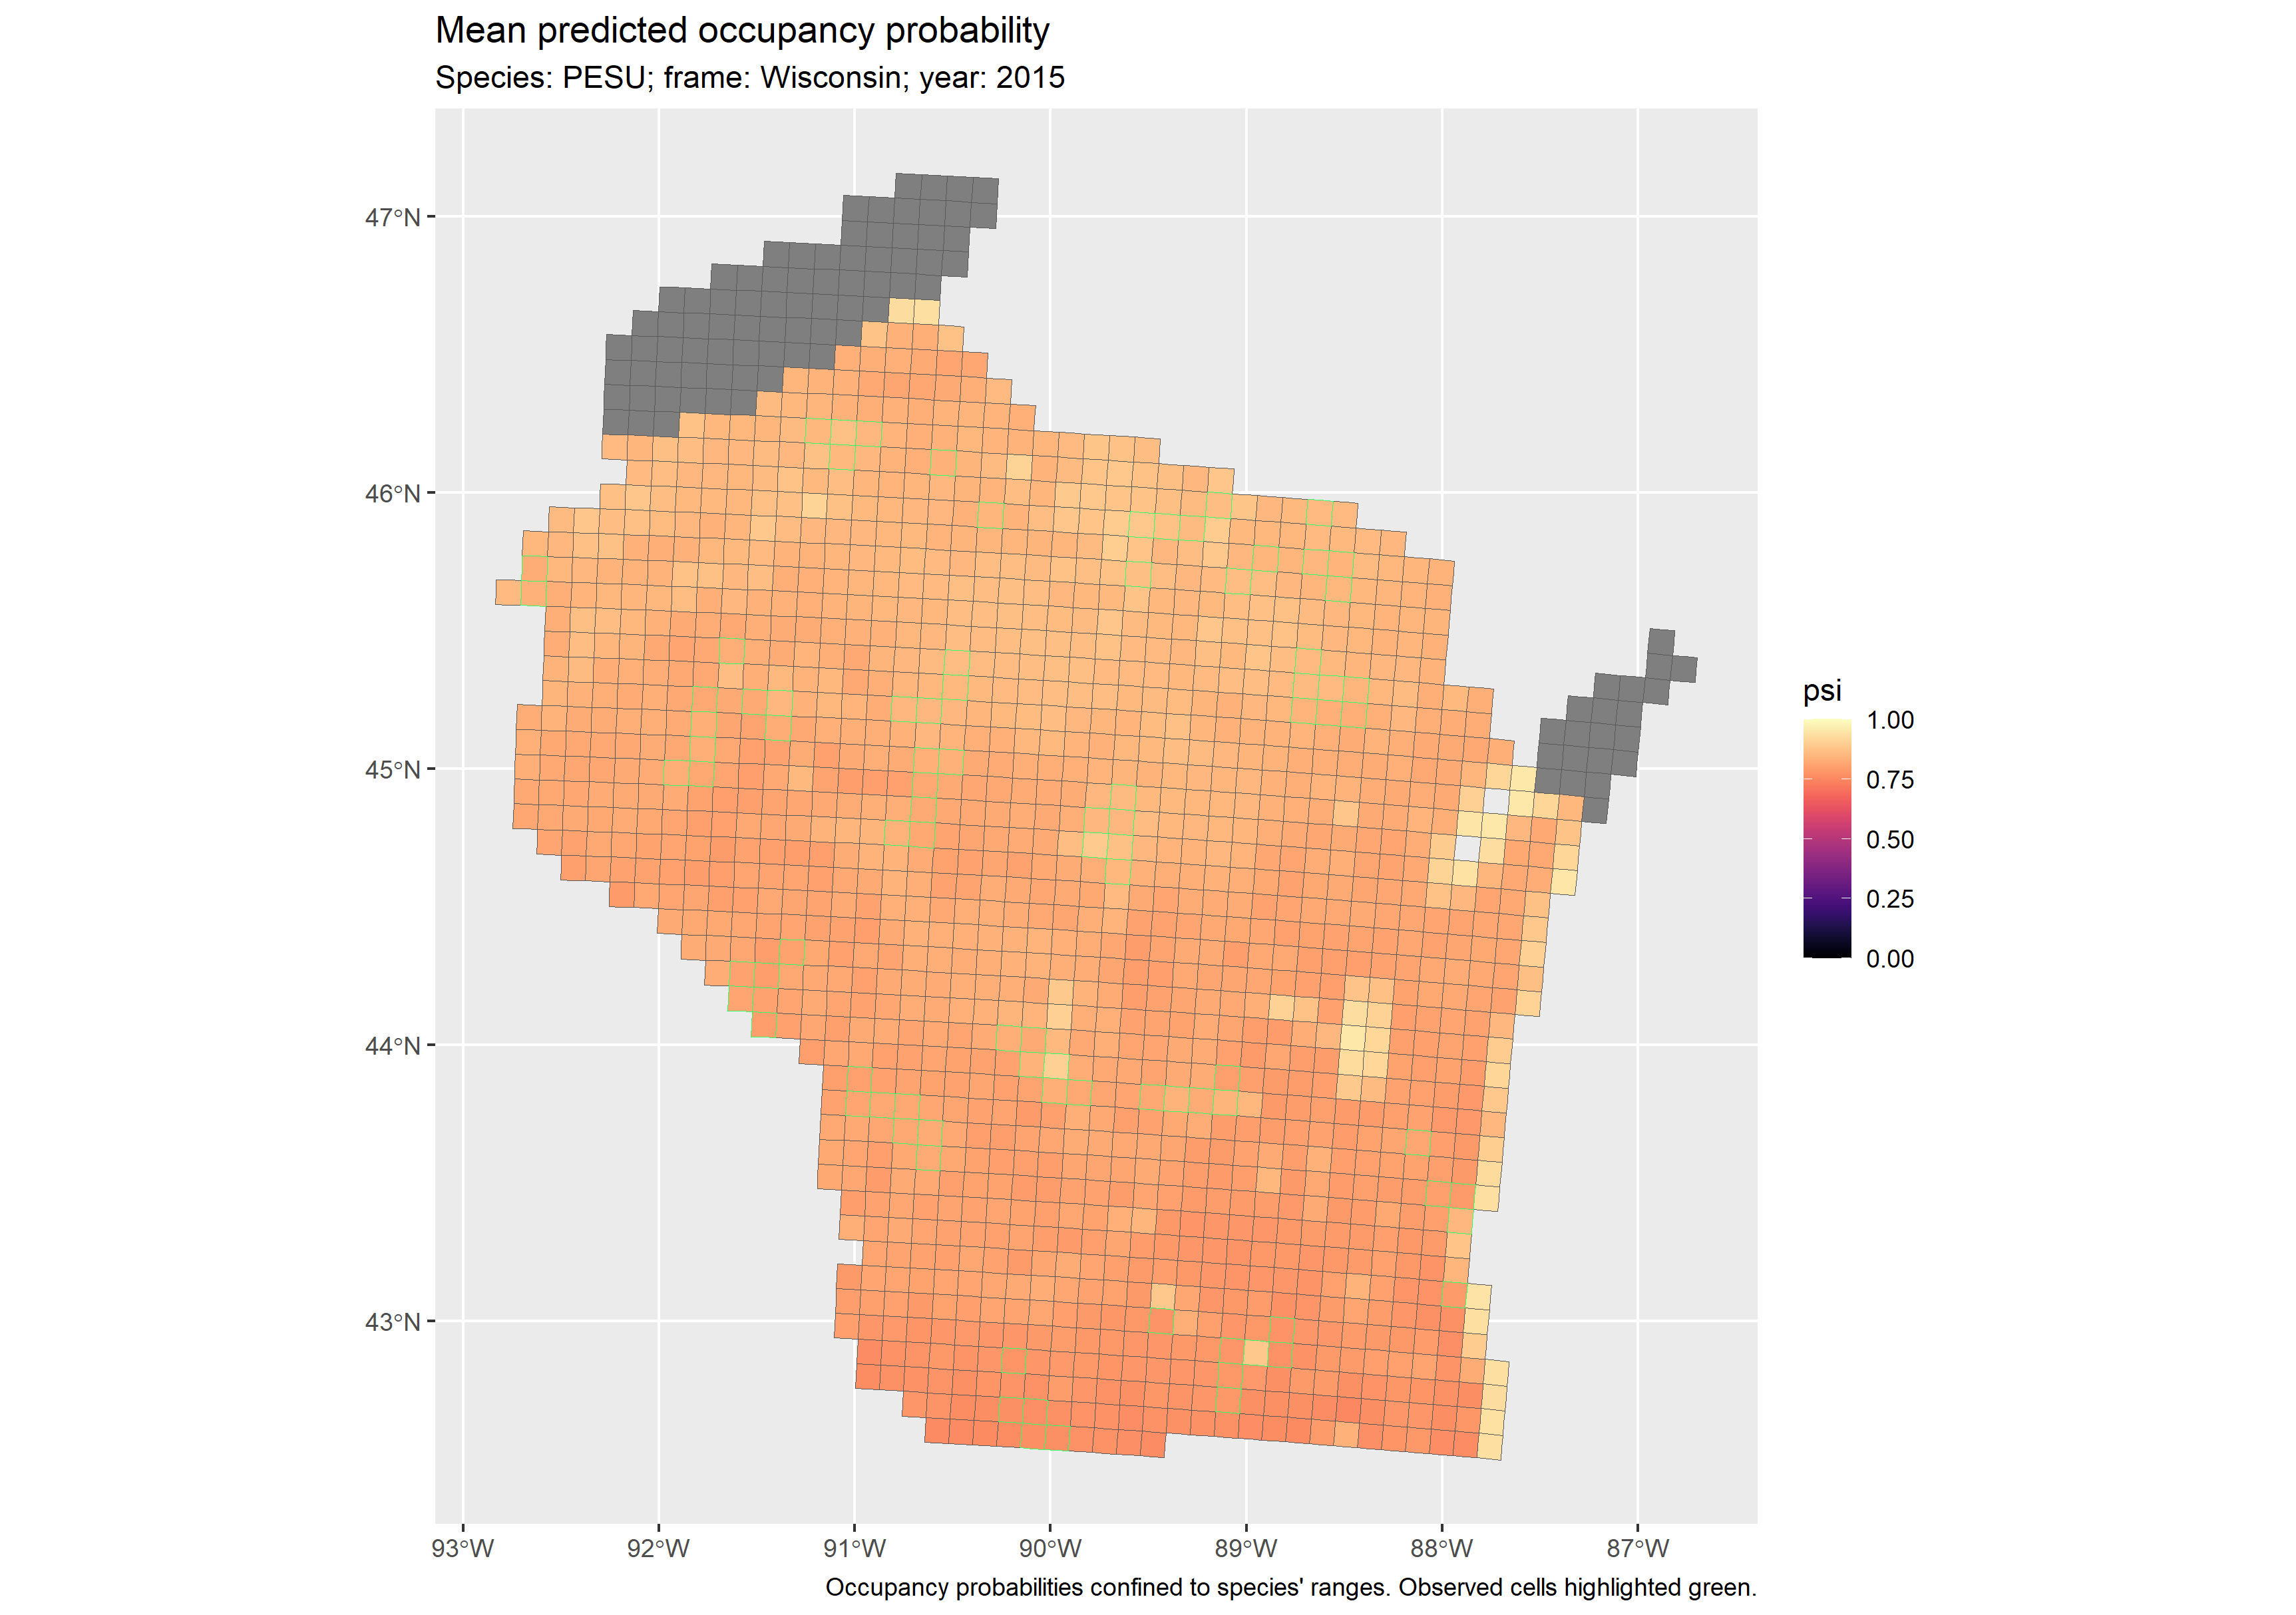 Mean predicted occupancy probability
Species: PESU; frame: Wisconsin; year: 2015
47°N
46°N
45°N
44°N
43°N
93°W
92°W
91°W
90°W
89°W
88°W
87°W
psi
1.00
0.75
0.50
0.25
0.00
Occupancy probabilities confined to species' ranges. Observed cells highlighted green.